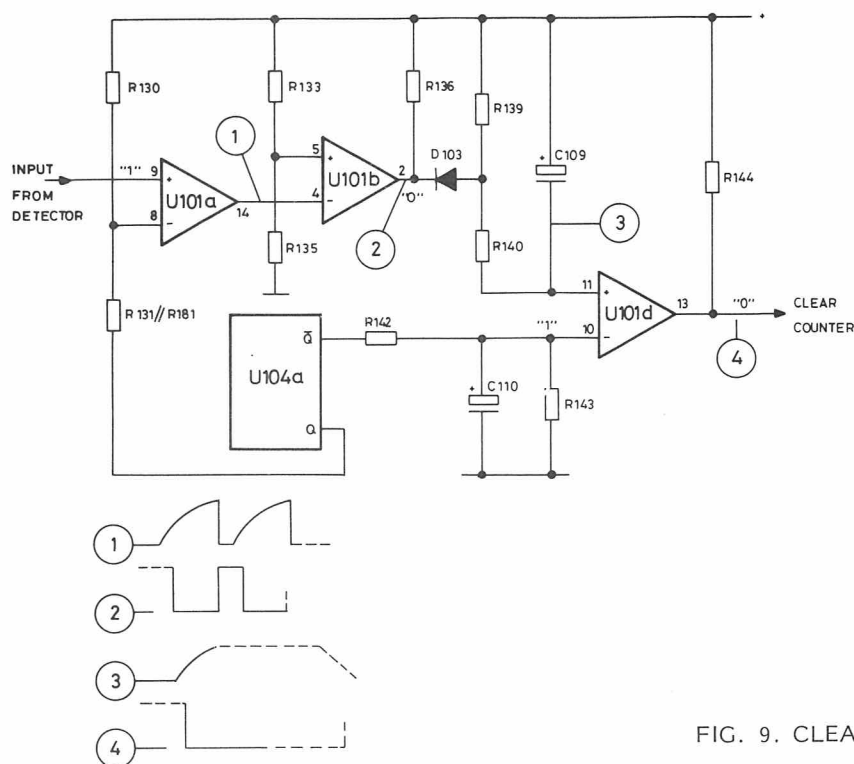 +
R130
R133
R136
R139
D103
C109
+
R144
1
INPUT
FROM
DETECTOR
"1"
9
+
8
-
U101a
14
5
+
4
-
U101b
2
"0"
2
R135
R140
3
R131//R181
U104a
Q̅
Q
R142
"1"
+
C110
R143
11
+
10
-
U101d
13
"0"
CLEAR
COUNTER
4
1
2
3
4
FIG. 9. CLEA